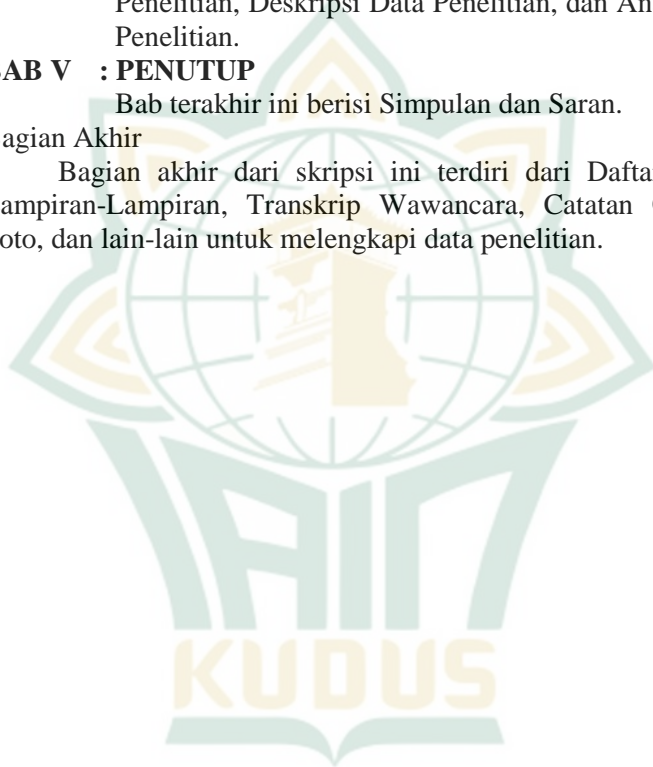 Penelitian, Deskripsi Data Penelitian, dan An
Penelitian.
AB V : PENUTUP
Bab terakhir ini berisi Simpulan dan Saran.
agian Akhir
Bagian akhir dari skripsi ini terdiri dari Dafta
ampiran-Lampiran, Transkrip Wawancara, Catatan
oto, dan lain-lain untuk melengkapi data penelitian.
IAIN
KUDUS